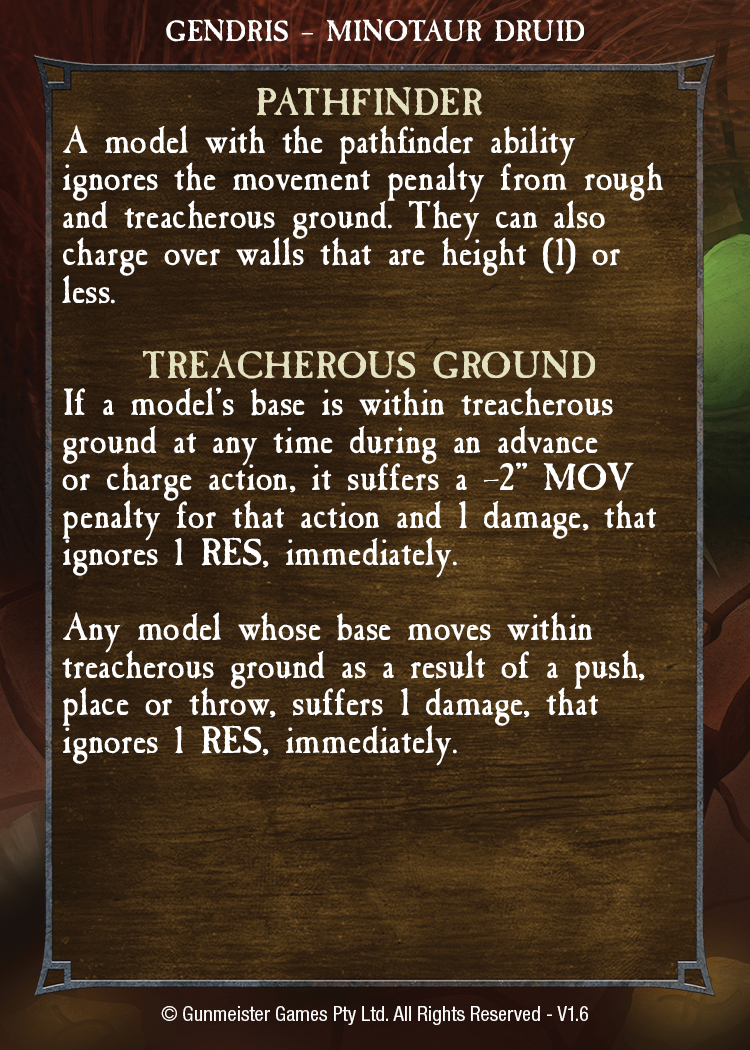 GENDRIS – MINOTAUR DRUID
PATHFINDER
A model with the pathfinder ability
ignores the movement penalty from rough
and treacherous ground. They can also
charge over walls that are height (1) or
less.
TREACHEROUS GROUND
If a model's base is within treacherous
ground at any time during an advance
or charge action, it suffers a –2” MOV
penalty for that action and 1 damage, that
ignores 1 RES, immediately.
Any model whose base moves within
treacherous ground as a result of a push,
place or throw, suffers 1 damage, that
ignores 1 RES, immediately.
© Gunmeister Games Pty Ltd. All Rights Reserved - V1.6